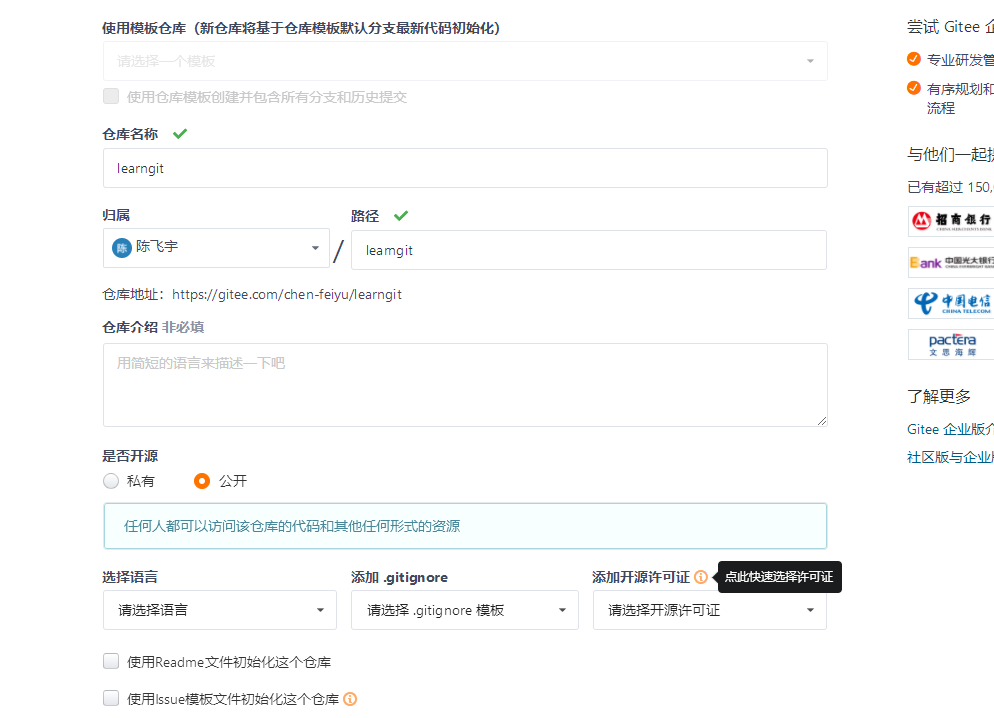 使用模板仓库（新仓库将基于仓库模板默认分支最新代码初始化）
请选择一个模板
使用仓库模板创建并包含所有分支和历史提交
仓库名称
learngit
归属
路径
陈 陈飞宇
/
learngit
仓库地址：https://gitee.com/chen-feiyu/learngit
仓库介绍 非必填
用简短的语言来描述一下吧
是否开源
私有
公开
任何人都可以访问该仓库的代码和其他任何形式的资源
选择语言
添加 .gitignore
添加开源许可证
点此快速选择许可证
请选择语言
请选择 .gitignore 模板
请选择开源许可证
使用Readme文件初始化这个仓库
使用Issue模板文件初始化这个仓库
尝试 Gitee 企
专业研发管
有序规划和
流程
与他们一起
已有超过 150,
招商银行
CHINA MERCHANTS BANK
Bank 中国光大银行
中国电信
CHINA TELECOM
pactera
文思海辉
了解更多
Gitee 企业版介
社区版与企业